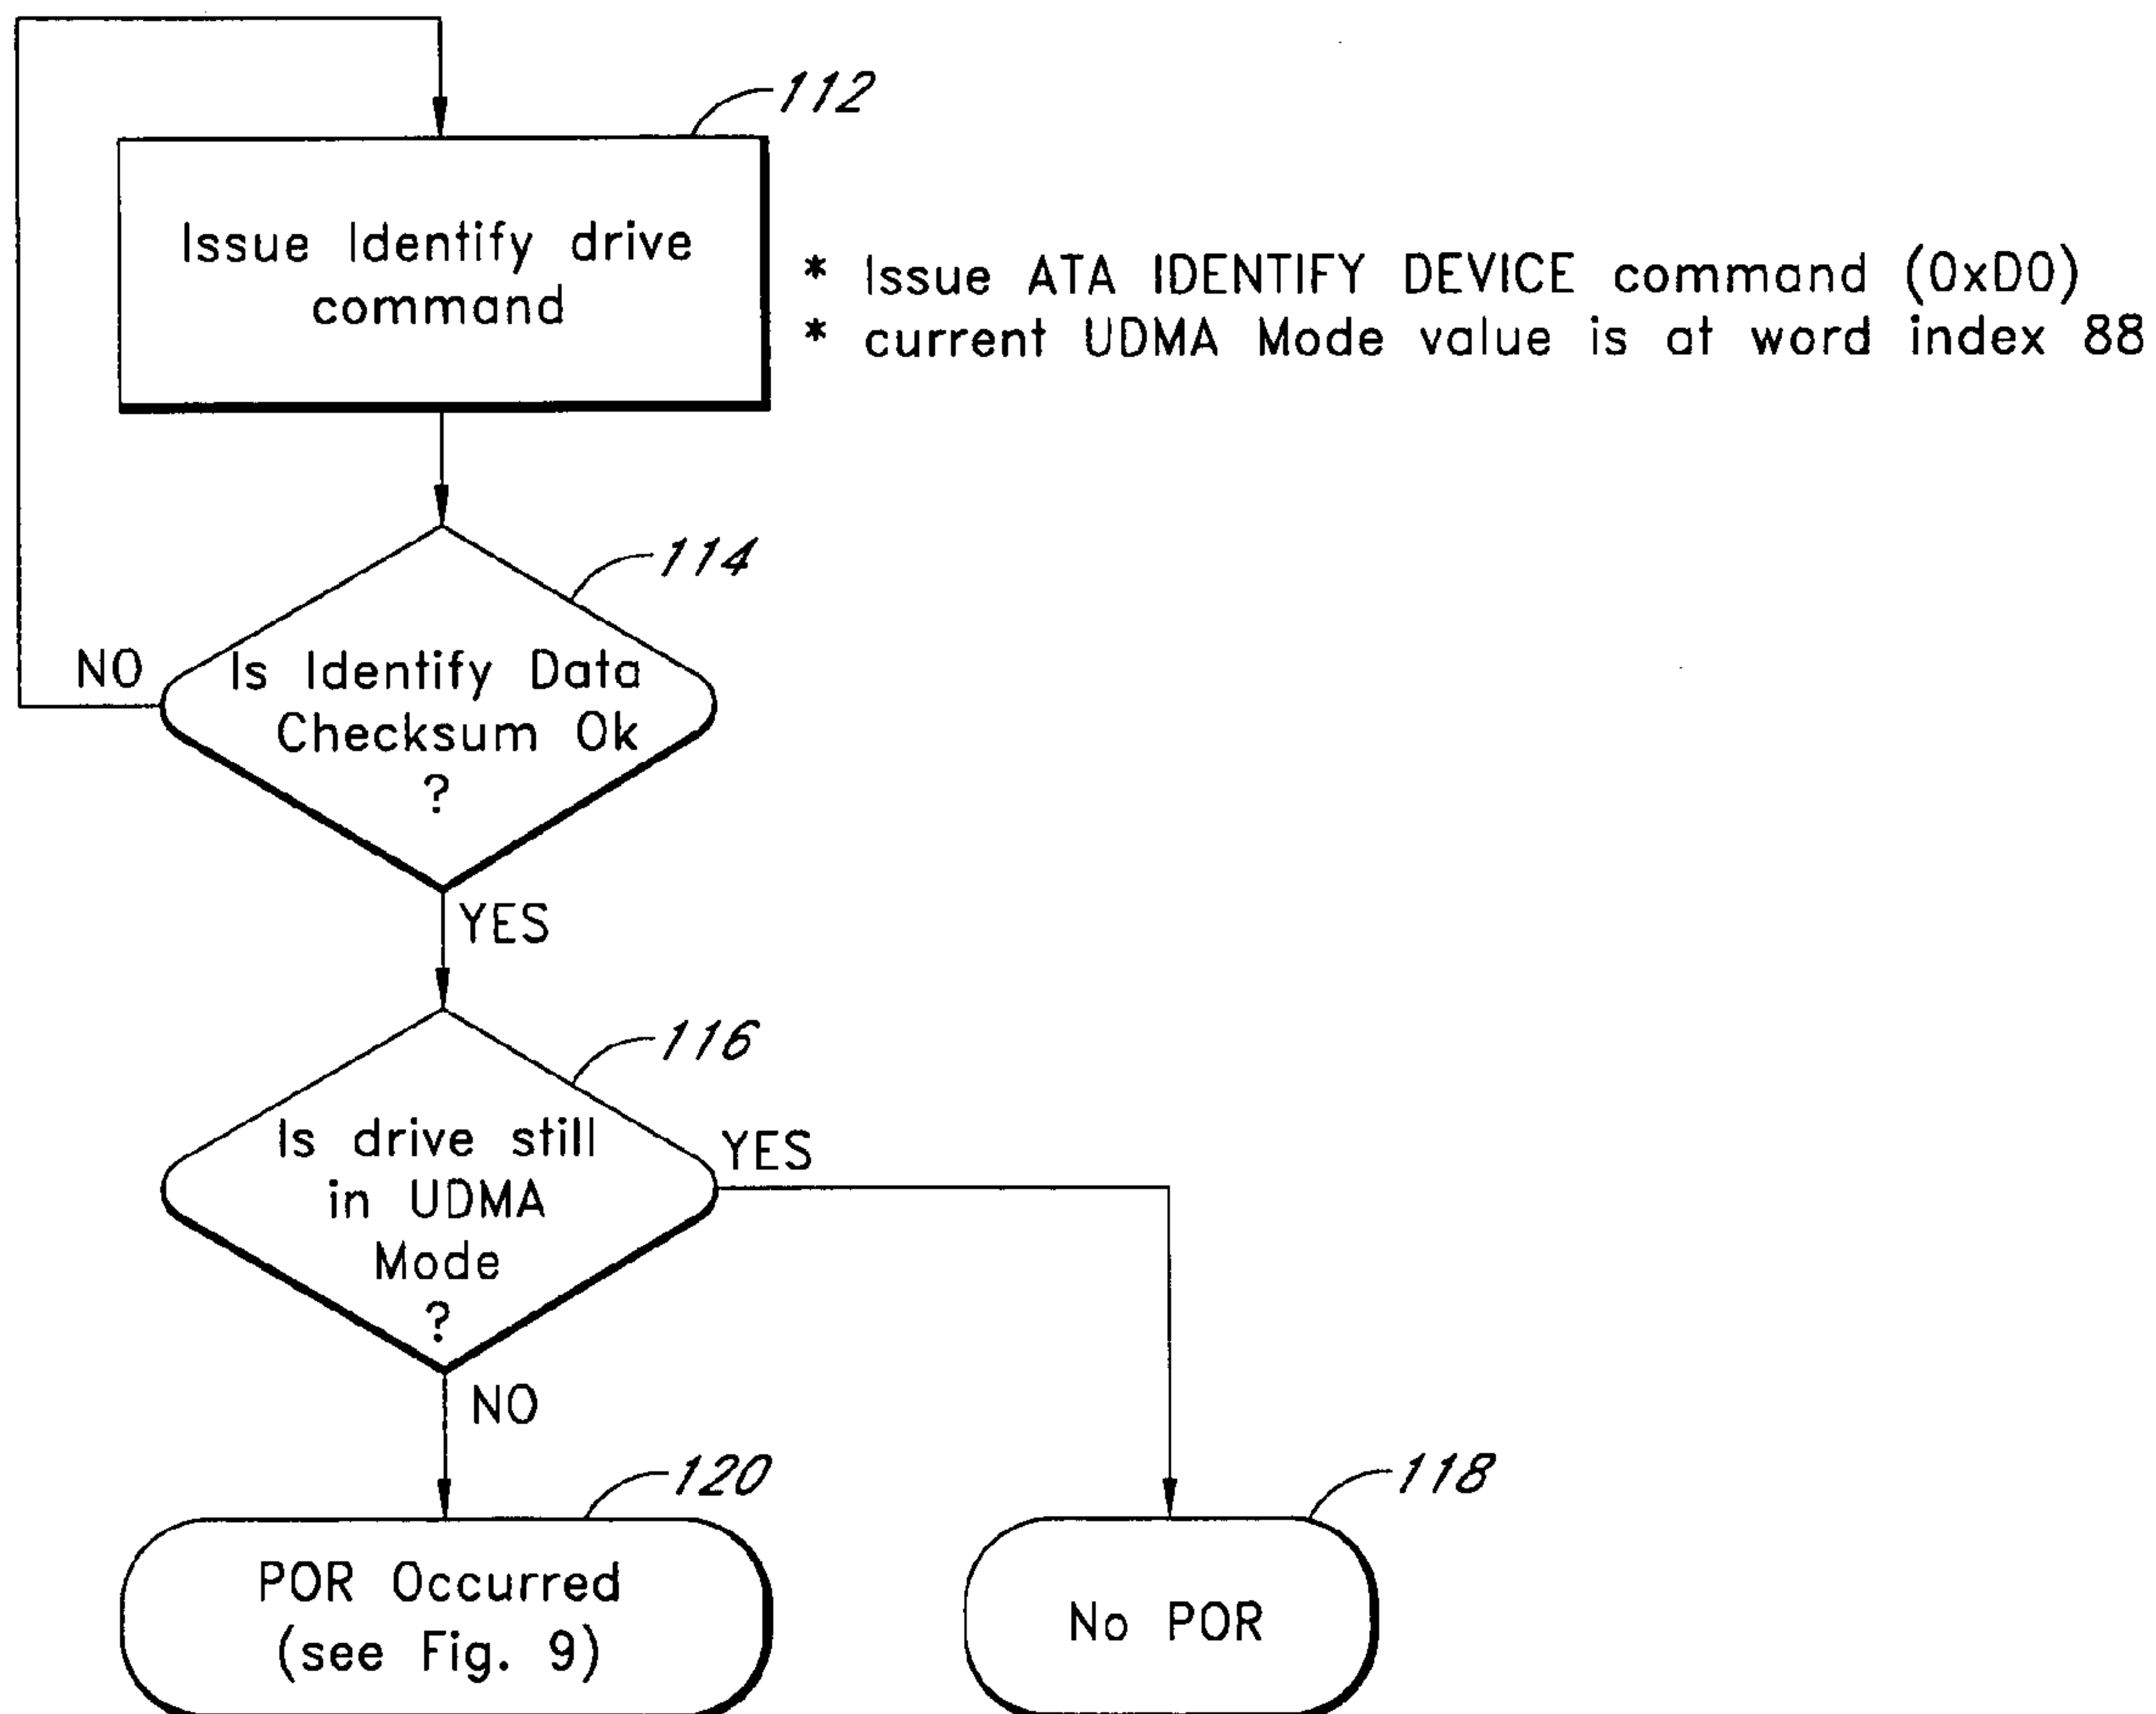 112
Issue Identify drive
command
* Issue ATA IDENTIFY DEVICE command (0xD0)
* current UDMA Mode value is at word index 88
114
NO
Is Identify Data
Checksum Ok
?
YES
116
Is drive still
in UDMA
Mode
?
YES
NO
120
POR Occurred
(see Fig. 9)
118
No POR